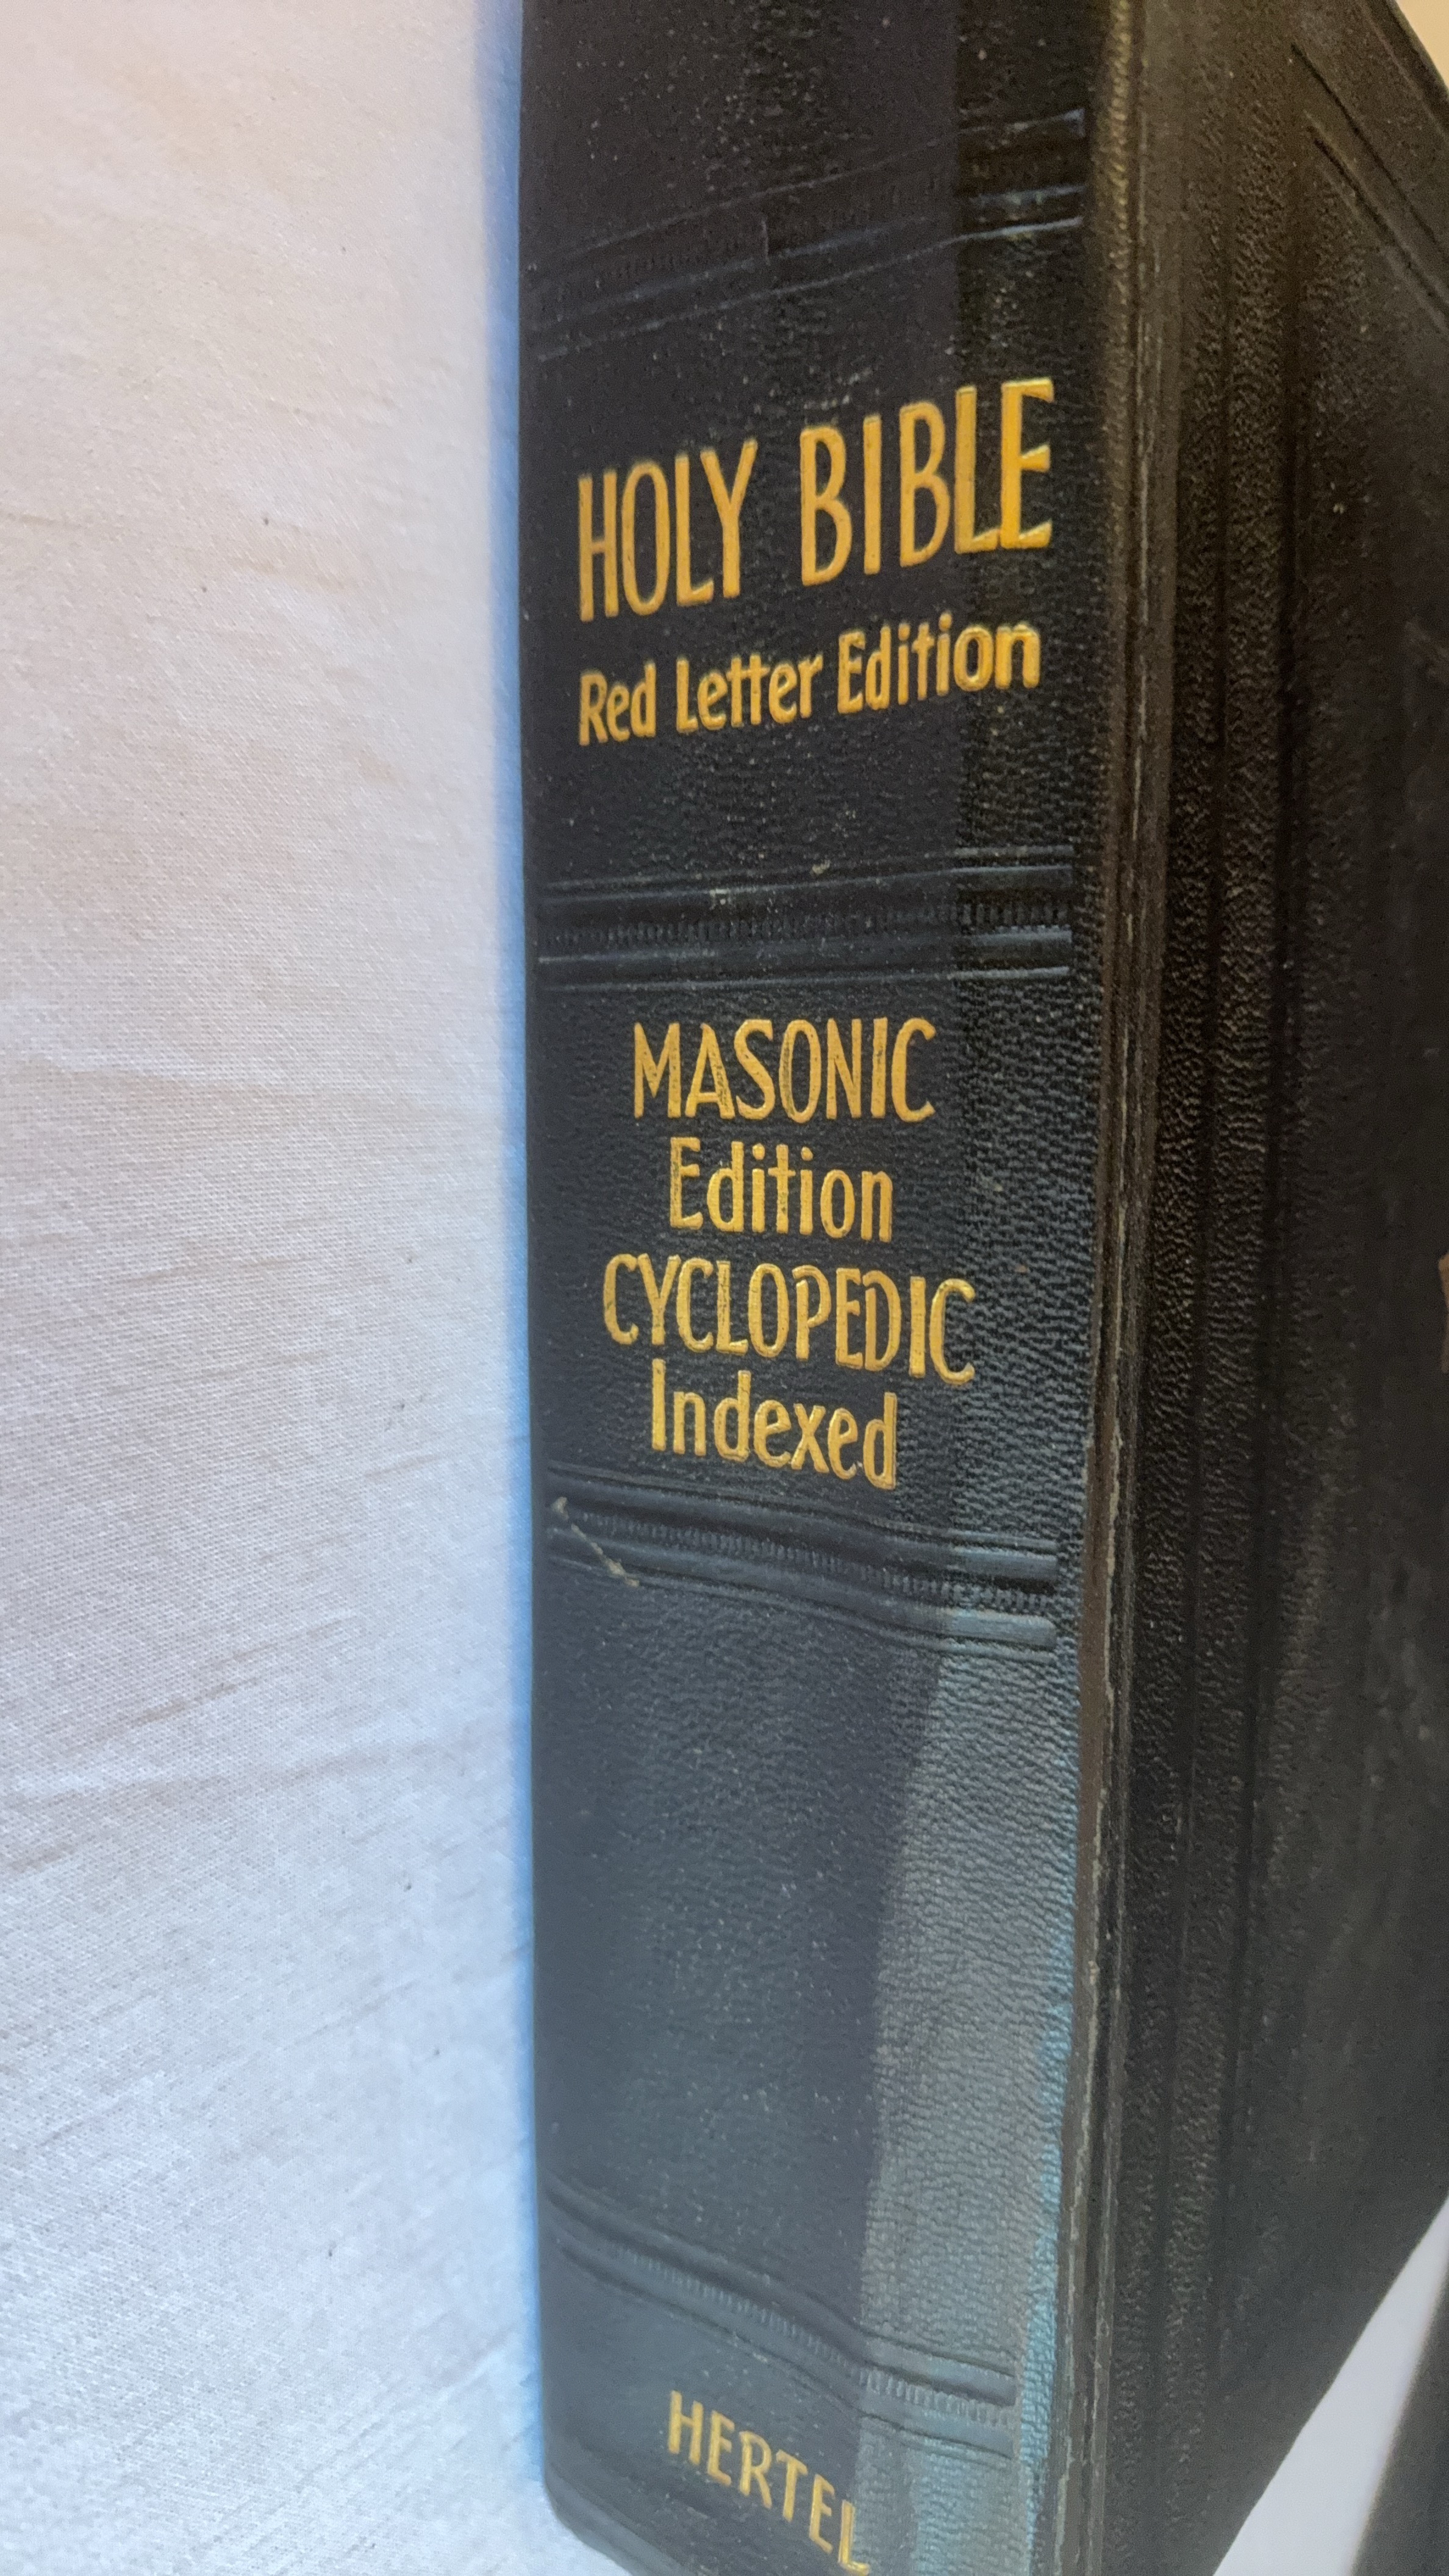 HOLY BIBLE
Red Letter Edition
MASONIC
Edition
CYCLOPEDIC
Indexed
HERTEL